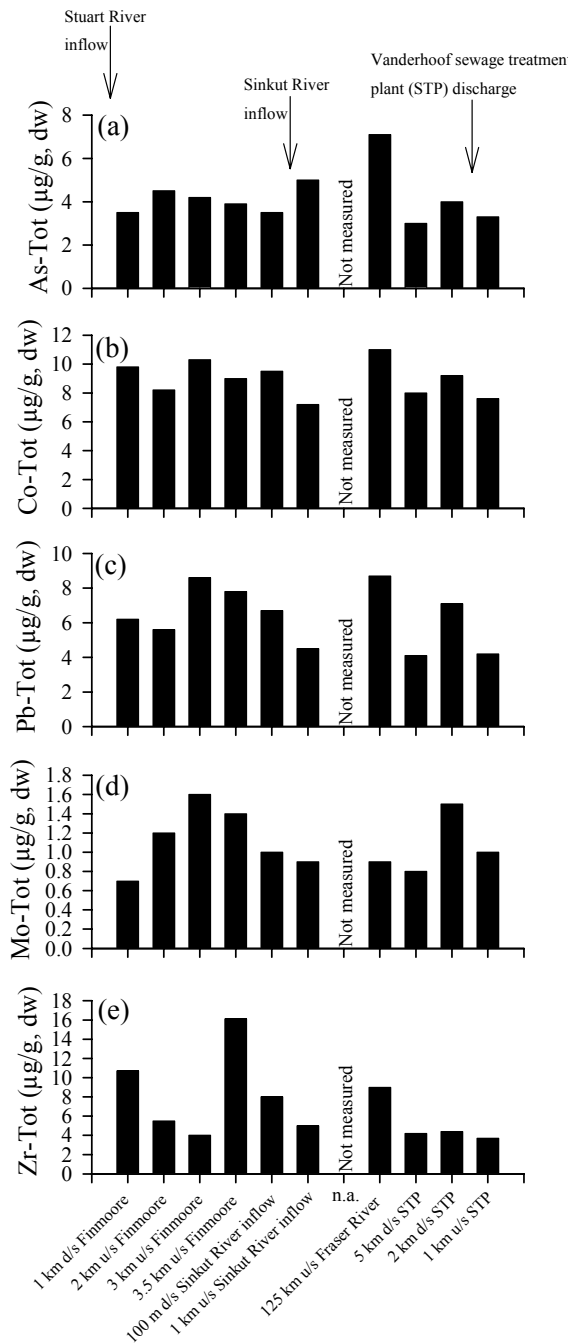 Stuart River
inflow
Sinkut River
inflow
Vanderhoof sewage treatment
plant (STP) discharge
(a)
As-Tot (µg/g, dw)
8
6
4
2
0
Not measured
(b)
Co-Tot (µg/g, dw)
12
10
8
6
4
2
0
Not measured
(c)
Pb-Tot (µg/g, dw)
10
8
6
4
2
0
Not measured
(d)
Mo-Tot (µg/g, dw)
1.8
1.6
1.4
1.2
1.0
0.8
0.6
0.4
0.2
0.0
Not measured
(e)
Zr-Tot (µg/g, dw)
18
16
14
12
10
8
6
4
2
0
Not measured
1 km d/s Finmoore
2 km u/s Finmoore
3 km u/s Finmoore
3.5 km u/s Finmoore
100 m d/s Sinkut River inflow
1 km u/s Sinkut River inflow
n.a.
125 km u/s Fraser River
5 km d/s STP
2 km d/s STP
1 km u/s STP